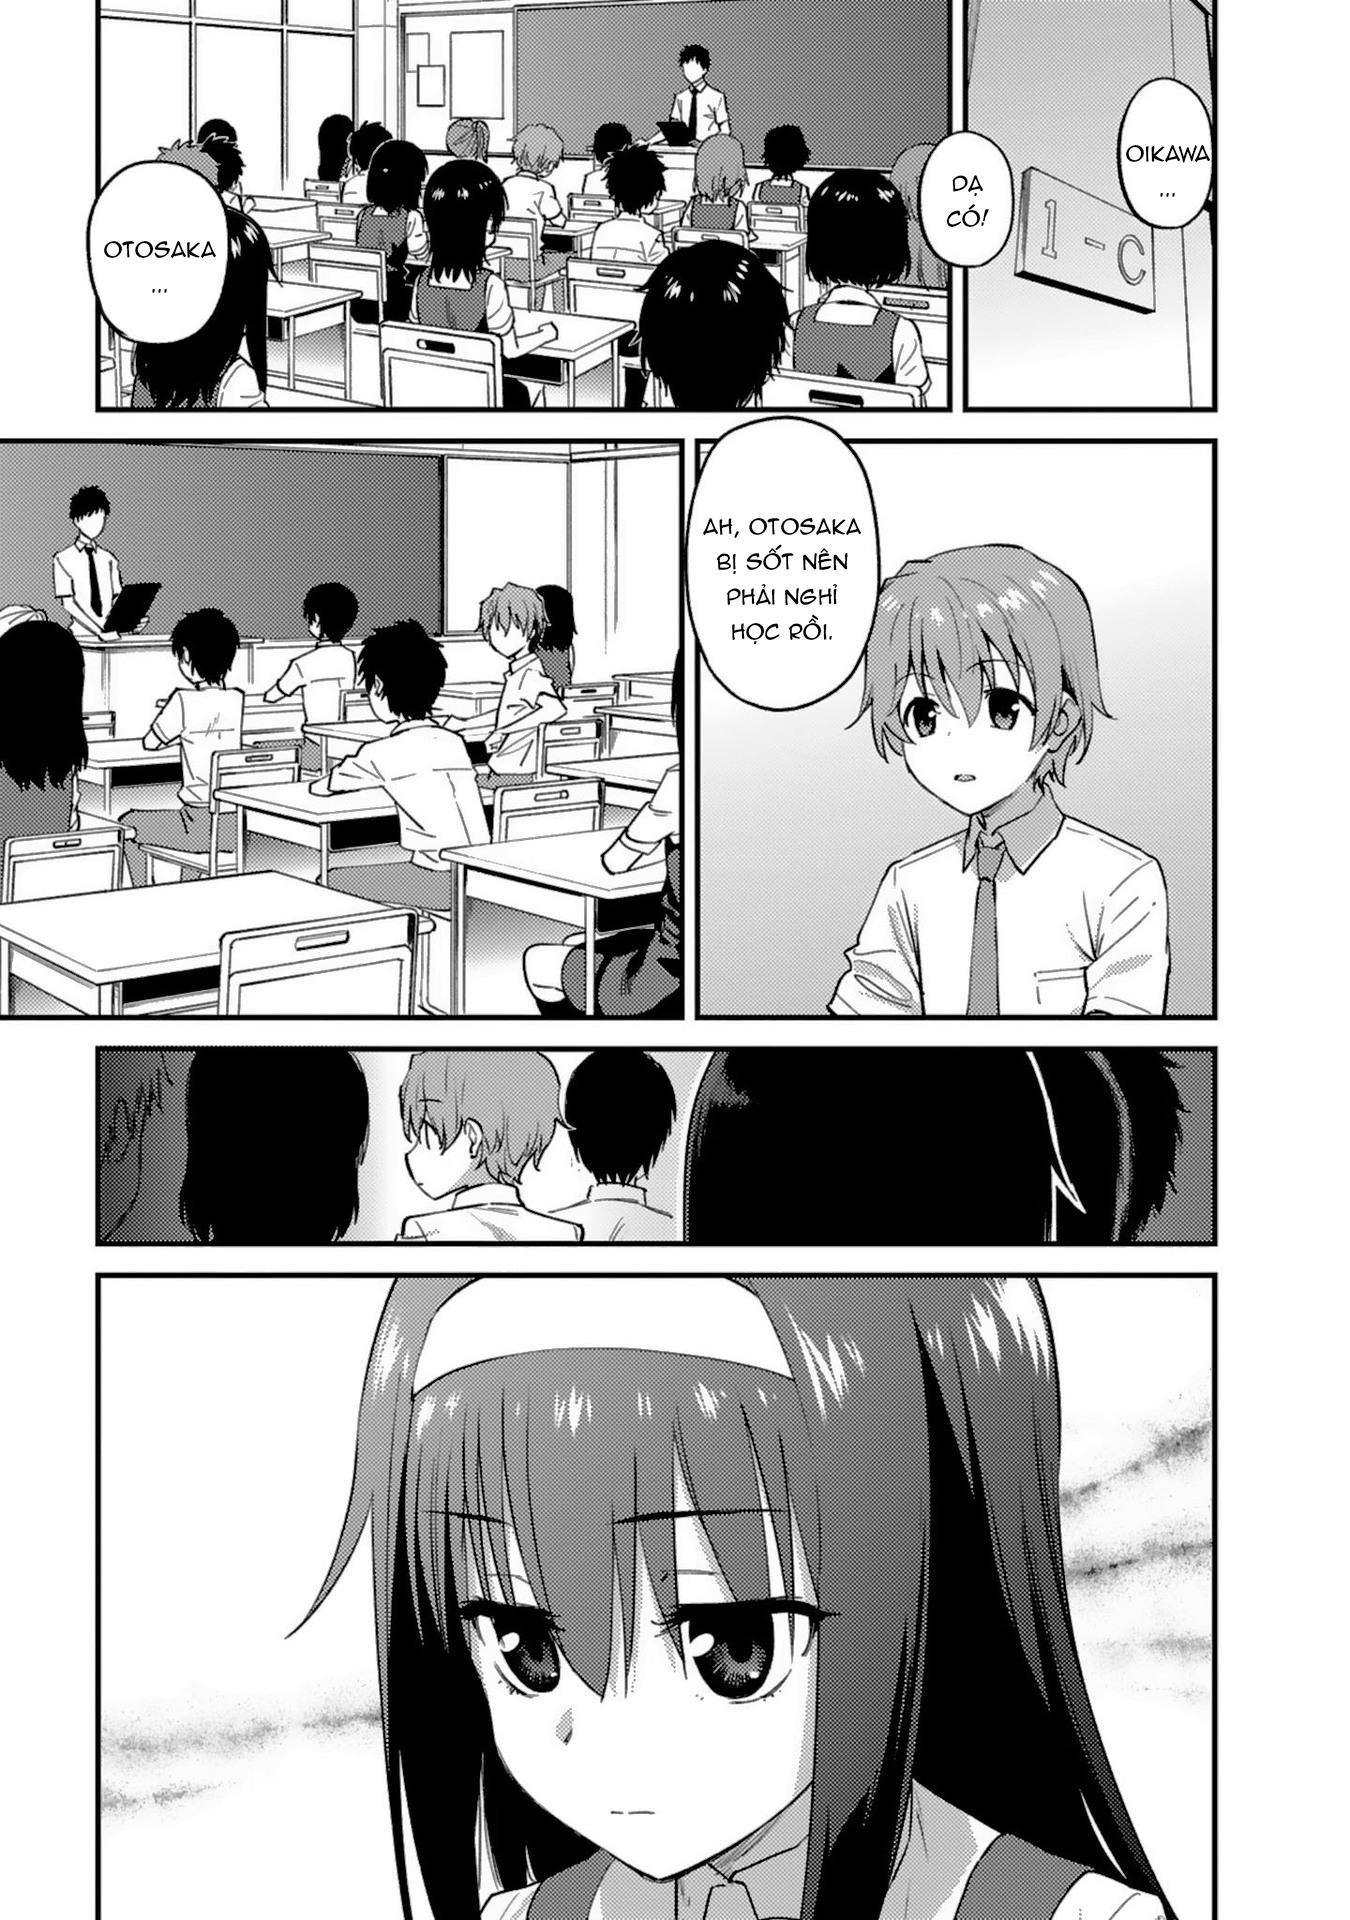 OIKAWA
...
1-C
DẠ
CÓ!
OTOSAKA
...
AH, OTOSAKA
BỊ SỐT NÊN
PHẢI NGHỈ
HỌC RỒI.